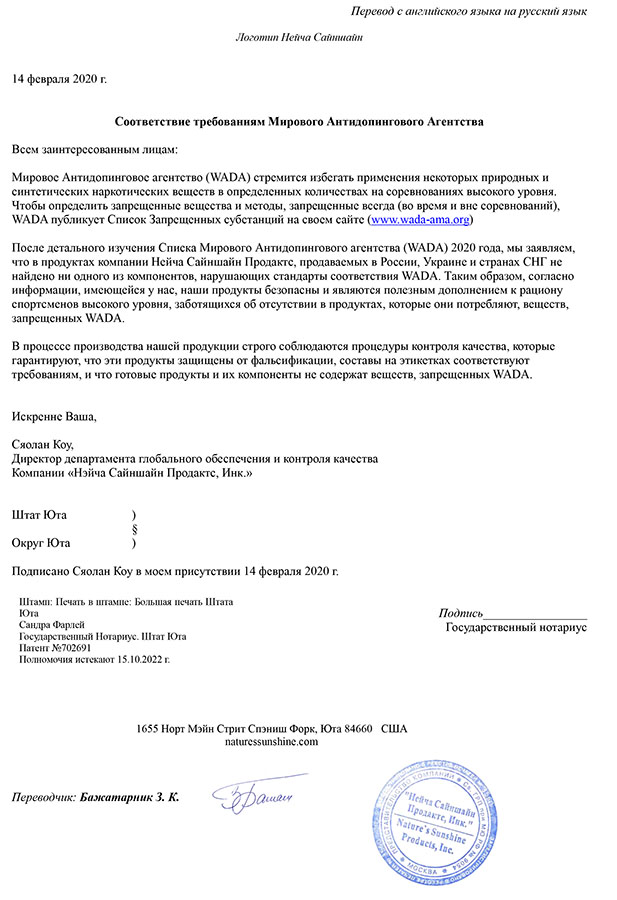 Перевод с английского языка на русский язык
Логотип Нейча Сайншайн
14 февраля 2020 г.
Соответствие требованиям Мирового Антидопингового Агентства
Всем заинтересованным лицам:
Мировое Антидопинговое агентство (WADA) стремится избегать применения некоторых природных и
синтетических наркотических веществ в определенных количествах на соревнованиях высокого уровня.
Чтобы определить запрещенные вещества и методы, запрещенные всегда (во время и вне соревнований),
WADA публикует Список Запрещенных субстанций на своем сайте (www.wada-ama.org)
После детального изучения Списка Мирового Антидопингового агентства (WADA) 2020 года, мы заявляем,
что в продуктах компании Нейча Сайншайн Продактс, продаваемых в России, Украине и странах СНГ не
найдено ни одного из компонентов, нарушающих стандарты соответствия WADA. Таким образом, согласно
информации, имеющейся у нас, наши продукты безопасны и являются полезным дополнением к рациону
спортсменов высокого уровня, заботящихся об отсутствии в продуктах, которые они потребляют, веществ,
запрещенных WADA.
В процессе производства нашей продукции строго соблюдаются процедуры контроля качества, которые
гарантируют, что эти продукты защищены от фальсификации, составы на этикетках соответствуют
требованиям, и что готовые продукты и их компоненты не содержат веществ, запрещенных WADA.
Искренне Ваша,
Сяолан Коу,
Директор департамента глобального обеспечения и контроля качества
Компании «Нэйча Сайншайн Продактс, Инк.»
Штат Юта )
§
Округ Юта )
Подписано Сяолан Коу в моем присутствии 14 февраля 2020 г.
Штамп: Печать в штампе: Большая печать Штата
Юта
Сандра Фарлей
Государственный Нотариус. Штат Юта
Патент №702691
Полномочия истекают 15.10.2022 г.
Подпись_________________
Государственный нотариус
1655 Норт Мэйн Стрит Спэниш Форк, Юта 84660 США
naturessunshine.com
Переводчик: Бажатарник З. К.
"Нейча Сайншайн
Продактс, Инк."
Nature's Sunshine
Products, Inc.
ПРЕДСТАВИТЕЛЬСТВО КОМПАНИИ
МОСКВА